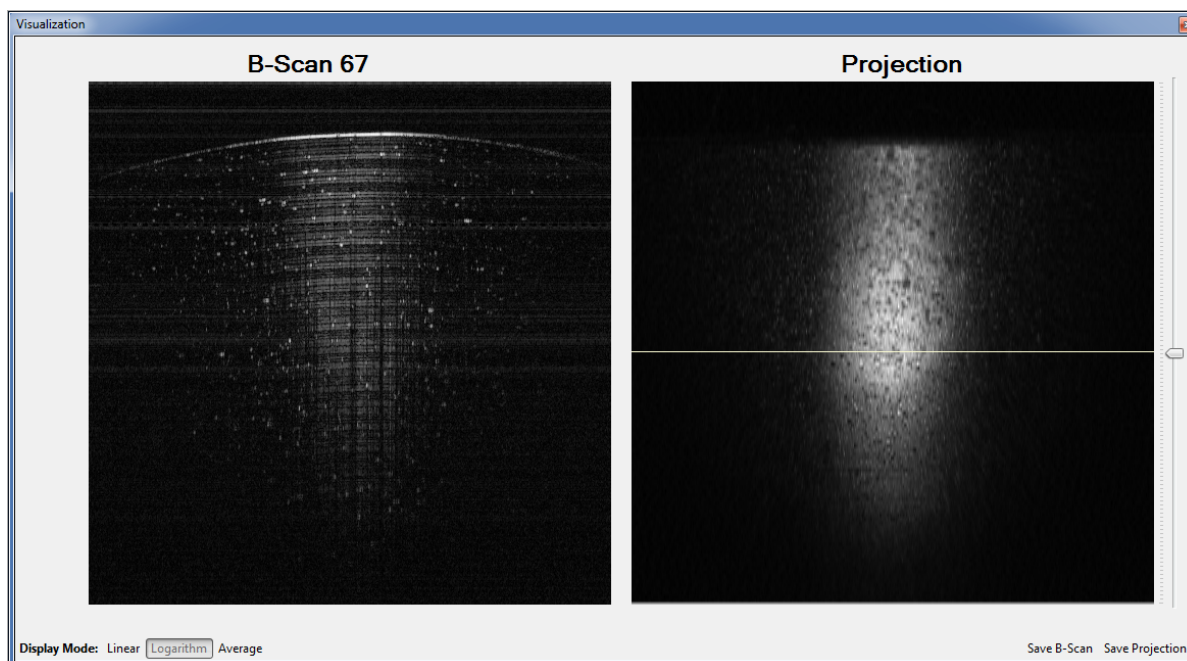 Visualization
B-Scan 67
Projection
Display Mode: Linear Logarithm Average
Save B-Scan Save Projection